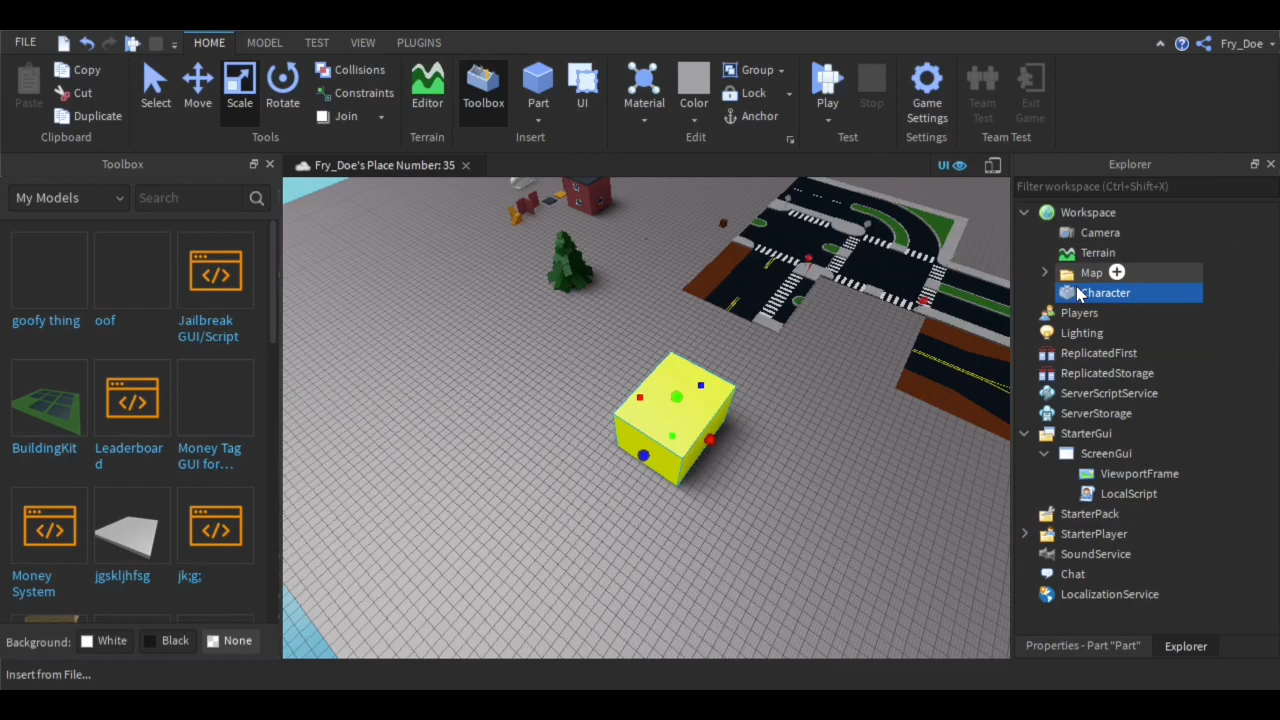 FILE HOME MODEL TEST VIEW PLUGINS Fry_Doe
Paste Copy Cut Duplicate
Select Move Scale Rotate
Collisions Constraints Join
Editor Toolbox Part UI
Material Color Group Lock Anchor
Play Stop Game Settings Team Test Exit Game
Clipboard Tools Terrain Insert Edit Test Settings Team Test
Toolbox
Fry_Doe's Place Number: 35
UI
Explorer
My Models
Search
Filter workspace (Ctrl+Shift+X)
goofy thing
oof
Jailbreak
GUI/Script
BuildingKit
Leaderboar
d
Money Tag
GUI for...
Money
System
jgskljhfsg
jk;g;
Background: White Black None
Insert from File...
Workspace
Camera
Terrain
Map
Character
Players
Lighting
ReplicatedFirst
ReplicatedStorage
ServerScriptService
ServerStorage
StarterGui
ScreenGui
ViewportFrame
LocalScript
StarterPack
StarterPlayer
SoundService
Chat
LocalizationService
Properties - Part "Part"
Explorer